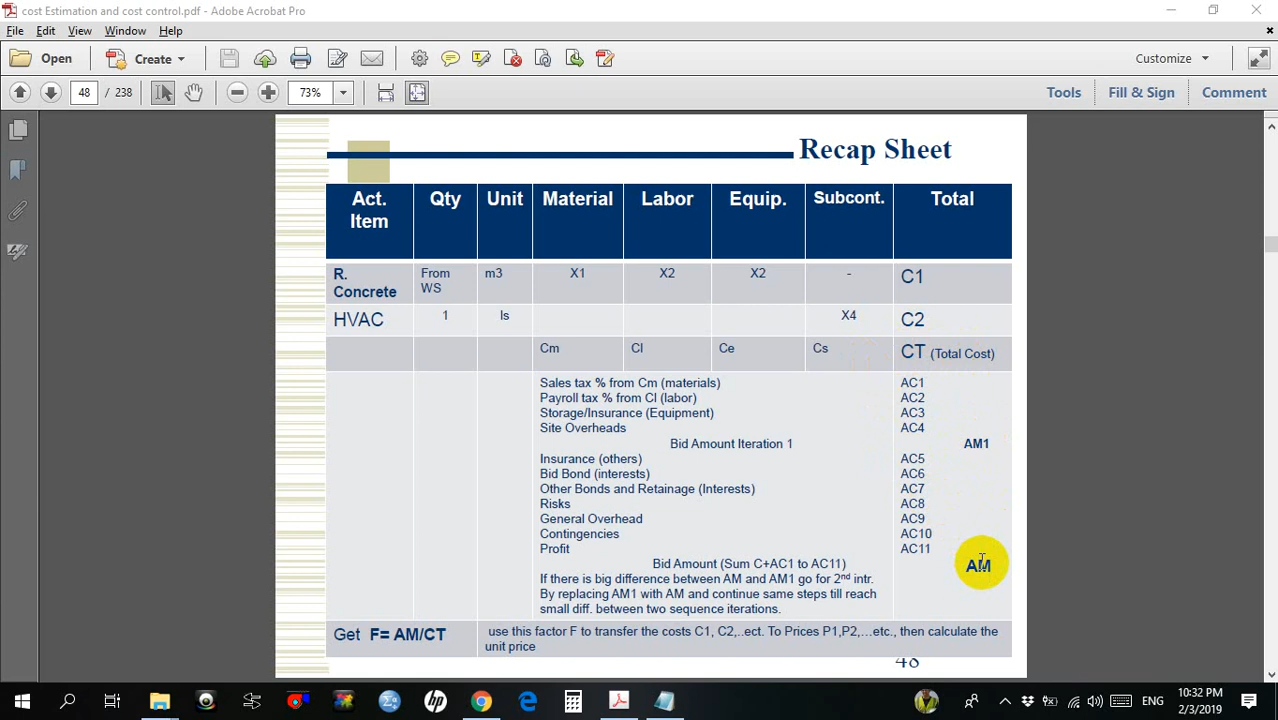 cost Estimation and cost control.pdf - Adobe Acrobat Pro
File Edit View Window Help
Open Create Customize
48 / 238 73% Tools Fill & Sign Comment
Recap Sheet
Act. Item Qty Unit Material Labor Equip. Subcont. Total
R. Concrete From WS m3 X1 X2 X2 - C1
HVAC 1 ls X4 C2
Cm Cl Ce Cs CT (Total Cost)
Sales tax % from Cm (materials) AC1
Payroll tax % from Cl (labor) AC2
Storage/Insurance (Equipment) AC3
Site Overheads AC4
Bid Amount Iteration 1 AM1
Insurance (others) AC5
Bid Bond (interests) AC6
Other Bonds and Retainage (Interests) AC7
Risks AC8
General Overhead AC9
Contingencies AC10
Profit AC11
Bid Amount (Sum C+AC1 to AC11) AM
If there is big difference between AM and AM1 go for 2nd intr.
By replacing AM1 with AM and continue same steps till reach
small diff. between two sequence iterations.
Get F= AM/CT use this factor F to transfer the costs C1, C2,..ect. To Prices P1,P2,…etc., then calculate the
unit price
48
ENG 10:32 PM
2/3/2019